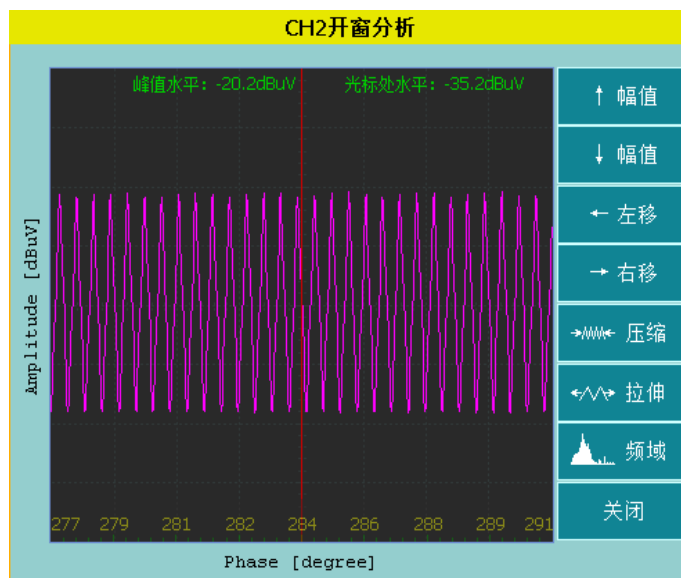 CH2开窗分析
峰值水平: -20.2dBuV 光标处水平: -35.2dBuV
Amplitude [dBuV]
277 279 281 282 284 286 288 289 291
Phase [degree]
↑ 幅值
↓ 幅值
← 左移
→ 右移
压缩
拉伸
频域
关闭